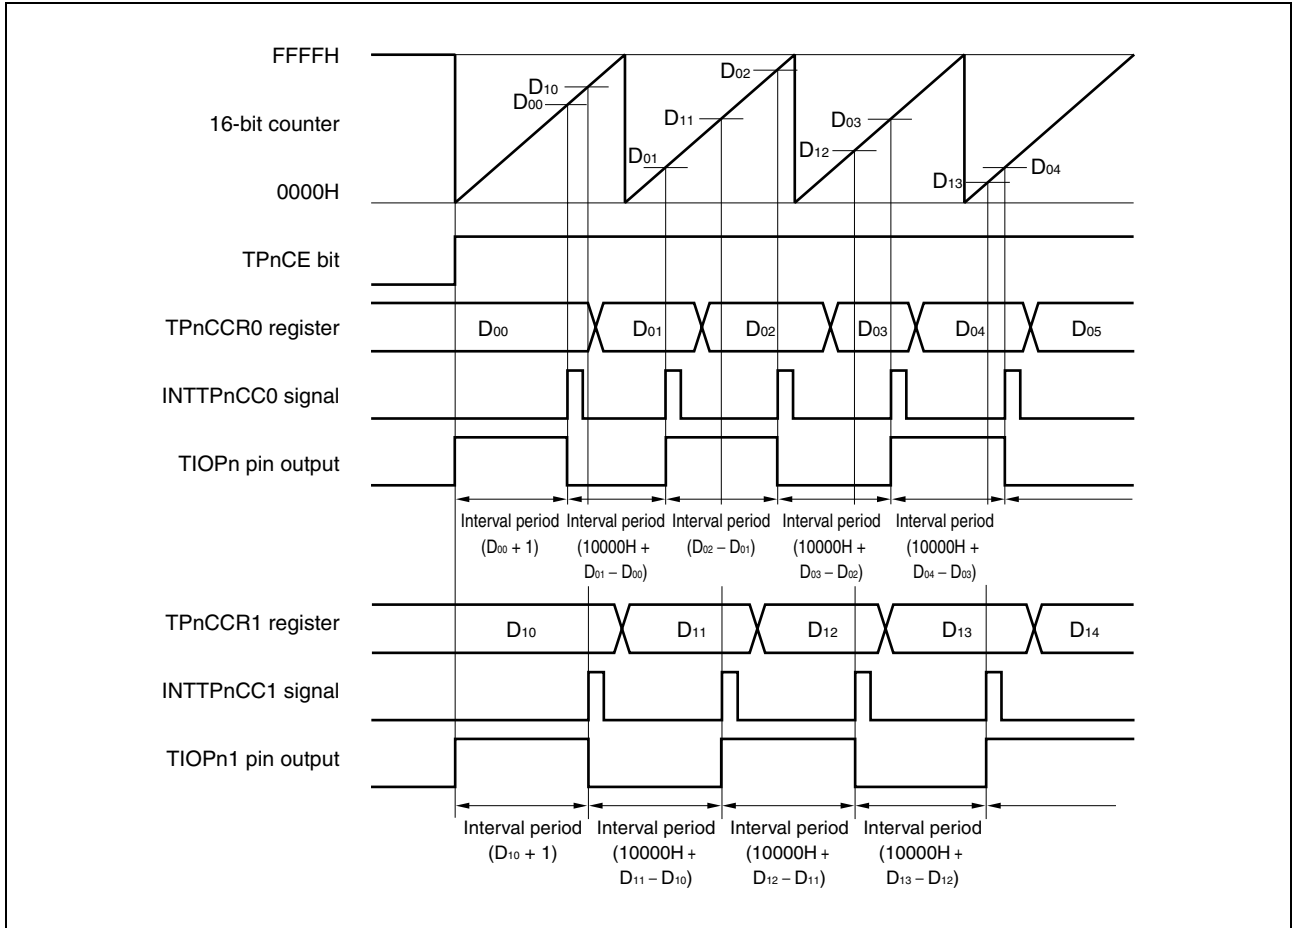 FFFFH
16-bit counter
0000H
D10
D00
D01
D11
D02
D12
D03
D13
D04
TPnCE bit
TPnCCR0 register
D00 D01 D02 D03 D04 D05
INTTPnCC0 signal
TIOPn pin output
Interval period
(D00 + 1)
Interval period
(10000H +
D01 – D00)
Interval period
(D02 – D01)
Interval period
(10000H +
D03 – D02)
Interval period
(10000H +
D04 – D03)
TPnCCR1 register
D10 D11 D12 D13 D14
INTTPnCC1 signal
TIOPn1 pin output
Interval period
(D10 + 1)
Interval period
(10000H +
D11 – D10)
Interval period
(10000H +
D12 – D11)
Interval period
(10000H +
D13 – D12)